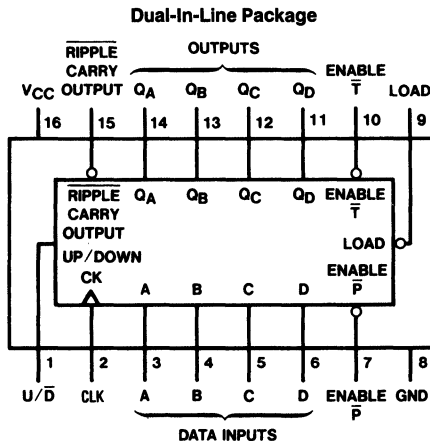 Dual-In-Line Package
RIPPLE
CARRY
OUTPUT
OUTPUTS
ENABLE
T̅
VCC
QA
QB
QC
QD
LOAD
16
15
14
13
12
11
10
9
RIPPLE
CARRY
OUTPUT
QA
QB
QC
QD
ENABLE
T̅
UP/DOWN
LOAD
CK
A
B
C
D
ENABLE
P̅
1
2
3
4
5
6
7
8
U/D̅
CLK
A
B
C
D
ENABLE
P̅
GND
DATA INPUTS